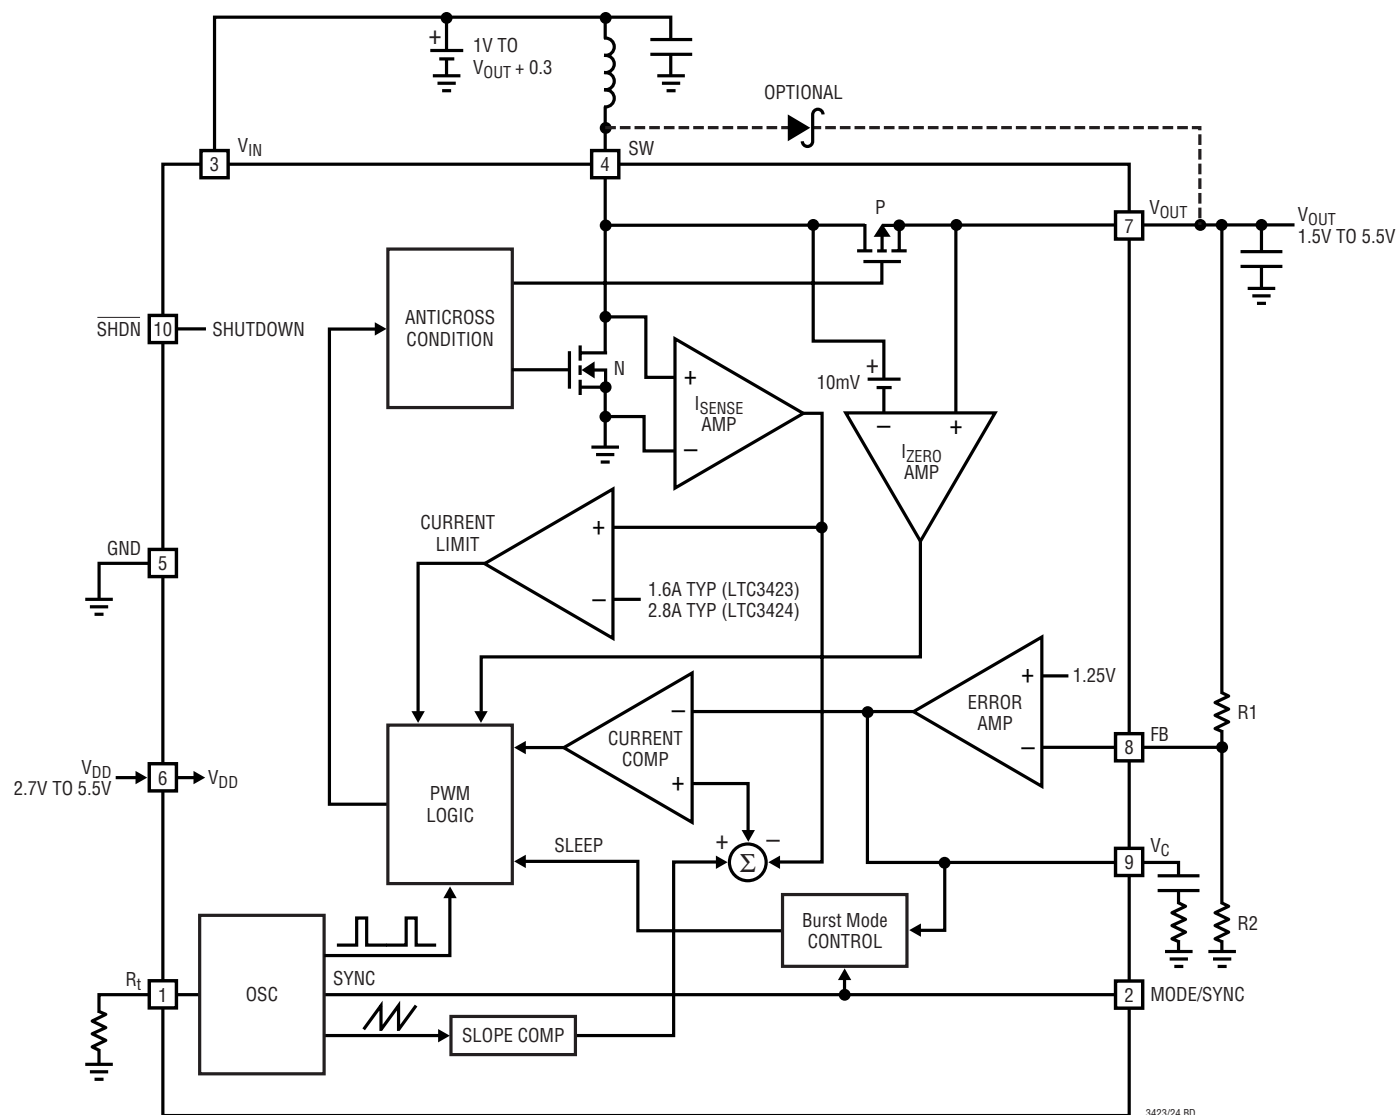 +
1V TO
VOUT + 0.3
OPTIONAL
3
VIN
4
SW
P
7
VOUT
VOUT
1.5V TO 5.5V
ANTICROSS
CONDITION
SHDN
10
SHUTDOWN
N
+
ISENSE
AMP
–
+
10mV
–
+
IZERO
AMP
CURRENT
LIMIT
+
–
1.6A TYP (LTC3423)
2.8A TYP (LTC3424)
GND
5
+
1.25V
ERROR
AMP
–
R1
8
FB
–
CURRENT
COMP
+
PWM
LOGIC
VDD
2.7V TO 5.5V
6
VDD
SLEEP
+
–
Σ
9
VC
Burst Mode
CONTROL
R2
Rt
1
OSC
SYNC
2
MODE/SYNC
SLOPE COMP
3423/24 BD